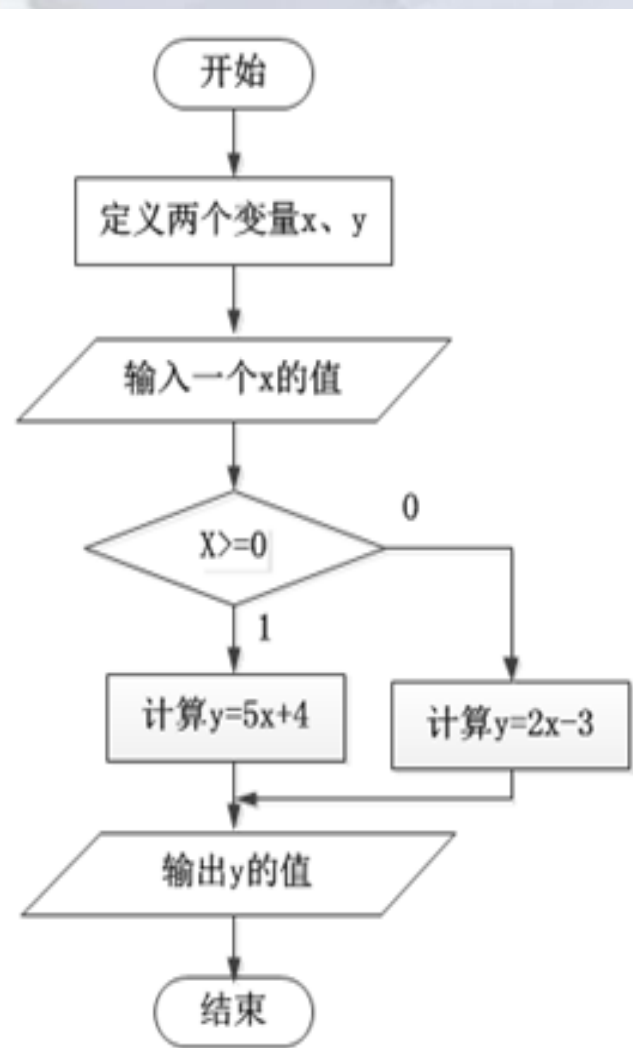 开始
定义两个变量x、y
输入一个x的值
X>=0
0
1
计算y=5x+4
计算y=2x-3
输出y的值
结束